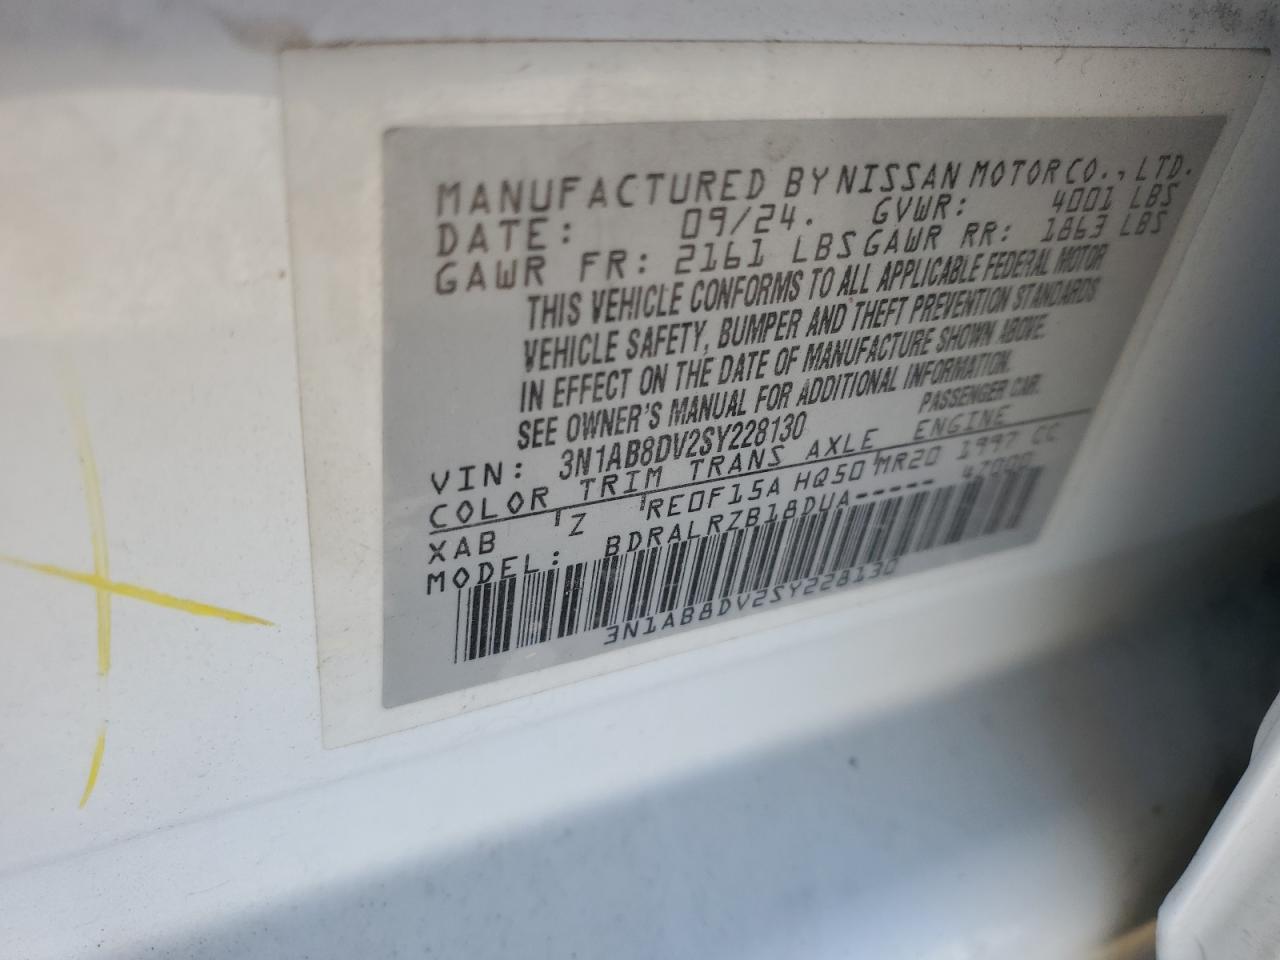 MANUFACTURED BY NISSAN MOTOR CO., LTD.
DATE: 09/24. GVWR: 4001 LBS
GAWR FR: 2161 LBS GAWR RR: 1863 LBS
THIS VEHICLE CONFORMS TO ALL APPLICABLE FEDERAL MOTOR
VEHICLE SAFETY, BUMPER AND THEFT PREVENTION STANDARDS
IN EFFECT ON THE DATE OF MANUFACTURE SHOWN ABOVE.
SEE OWNER'S MANUAL FOR ADDITIONAL INFORMATION.
VIN: 3N1AB8DV2SY228130 PASSENGER CAR.
COLOR TRIM TRANS AXLE ENGINE
XAB Z RE0F15A HQ50 MR20 1997 CC
MODEL: BDRALRZB18DUA-----
3N1AB8DV2SY228130